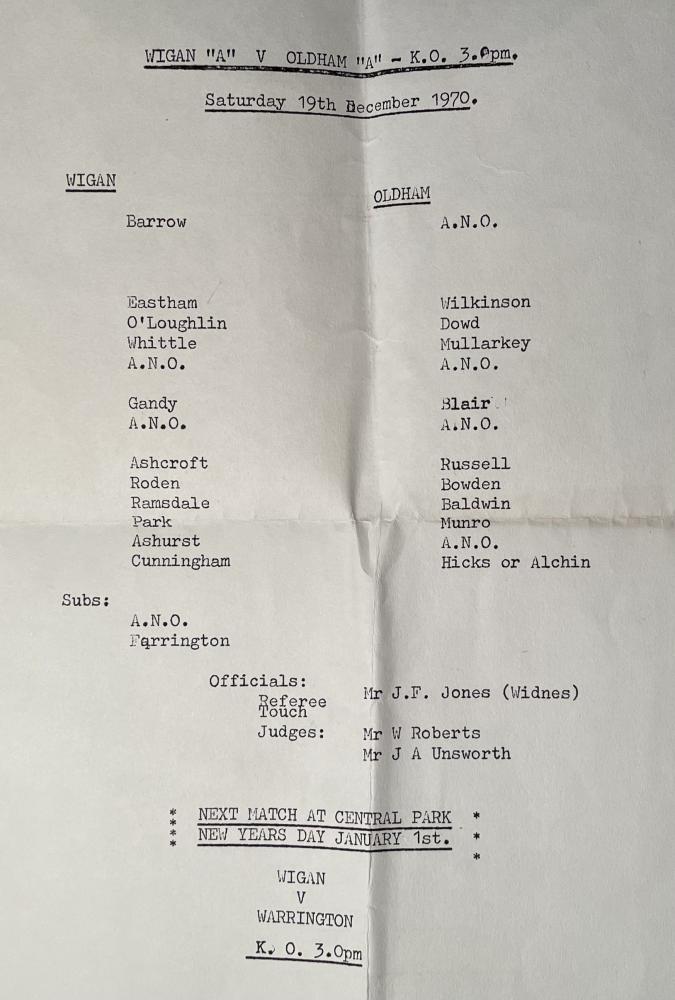 WIGAN "A" V OLDHAM "A" - K.O. 3.0pm.
Saturday 19th December 1970.
WIGAN OLDHAM
Barrow A.N.O.
Eastham Wilkinson
O'Loughlin Dowd
Whittle Mullarkey
A.N.O. A.N.O.
Gandy Blair
A.N.O. A.N.O.
Ashcroft Russell
Roden Bowden
Ramsdale Baldwin
Park Munro
Ashurst A.N.O.
Cunningham Hicks or Alchin
Subs:
A.N.O.
Farrington
Officials:
Referee Mr J.F. Jones (Widnes)
Touch
Judges: Mr W Roberts
Mr J A Unsworth
* NEXT MATCH AT CENTRAL PARK *
* NEW YEARS DAY JANUARY 1st. *
* *
WIGAN
V
WARRINGTON
K. O. 3.0pm